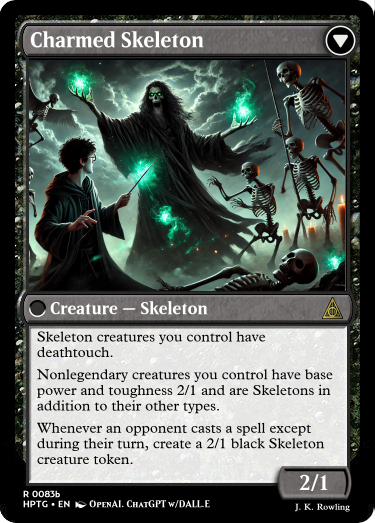 Charmed Skeleton
Creature — Skeleton
Skeleton creatures you control have
deathtouch.
Nonlegendary creatures you control have base
power and toughness 2/1 and are Skeletons in
addition to their other types.
Whenever an opponent casts a spell except
during their turn, create a 2/1 black Skeleton
creature token.
2/1
R 0083b
HPTG • EN OpenAI. ChatGPT w/DALL.E
J. K. Rowling